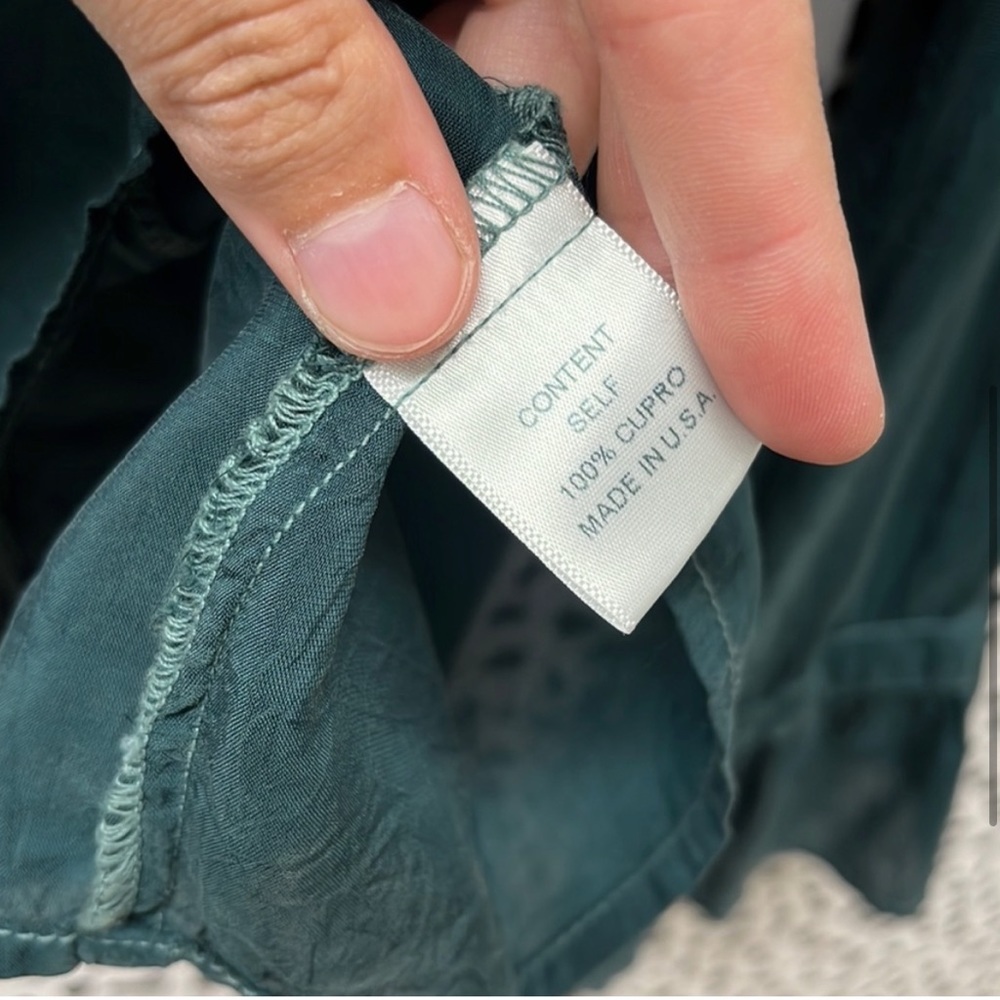 CONTENT
SELF
100% CUPRO
MADE IN U.S.A.